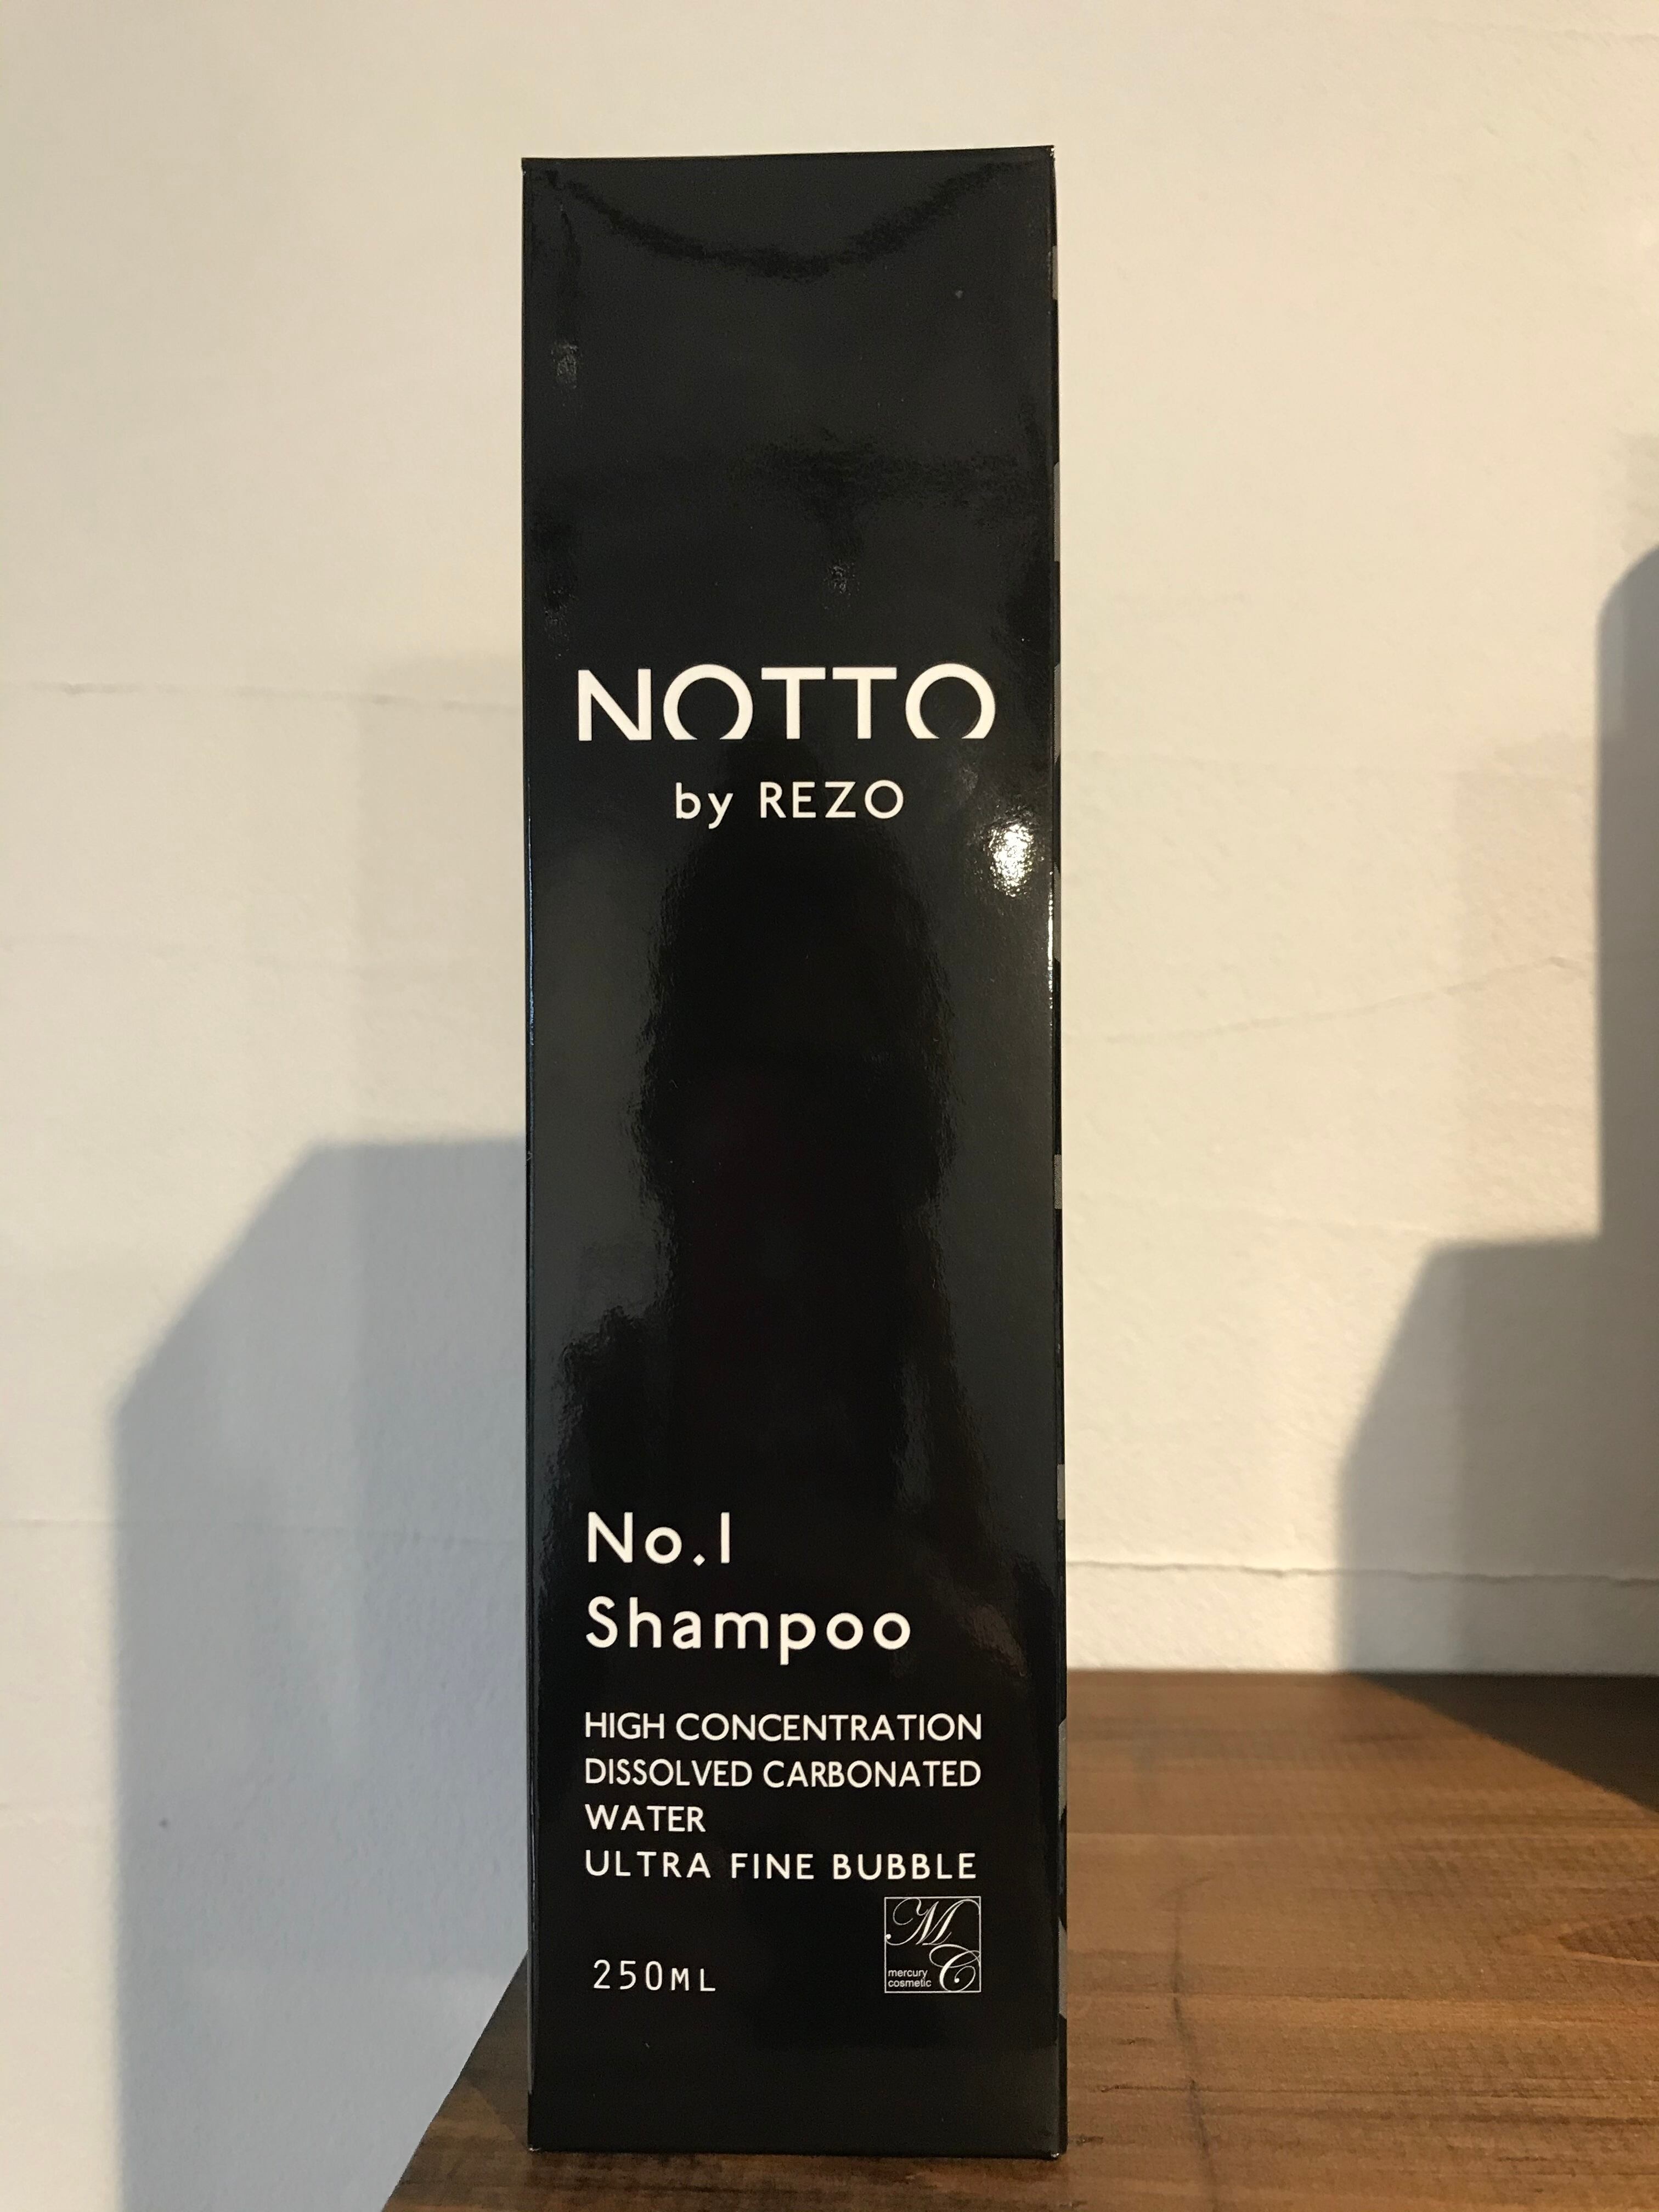 NOTTO
by REZO
No.1
Shampoo
HIGH CONCENTRATION
DISSOLVED CARBONATED
WATER
ULTRA FINE BUBBLE
250ML
MC
mercury
cosmetic